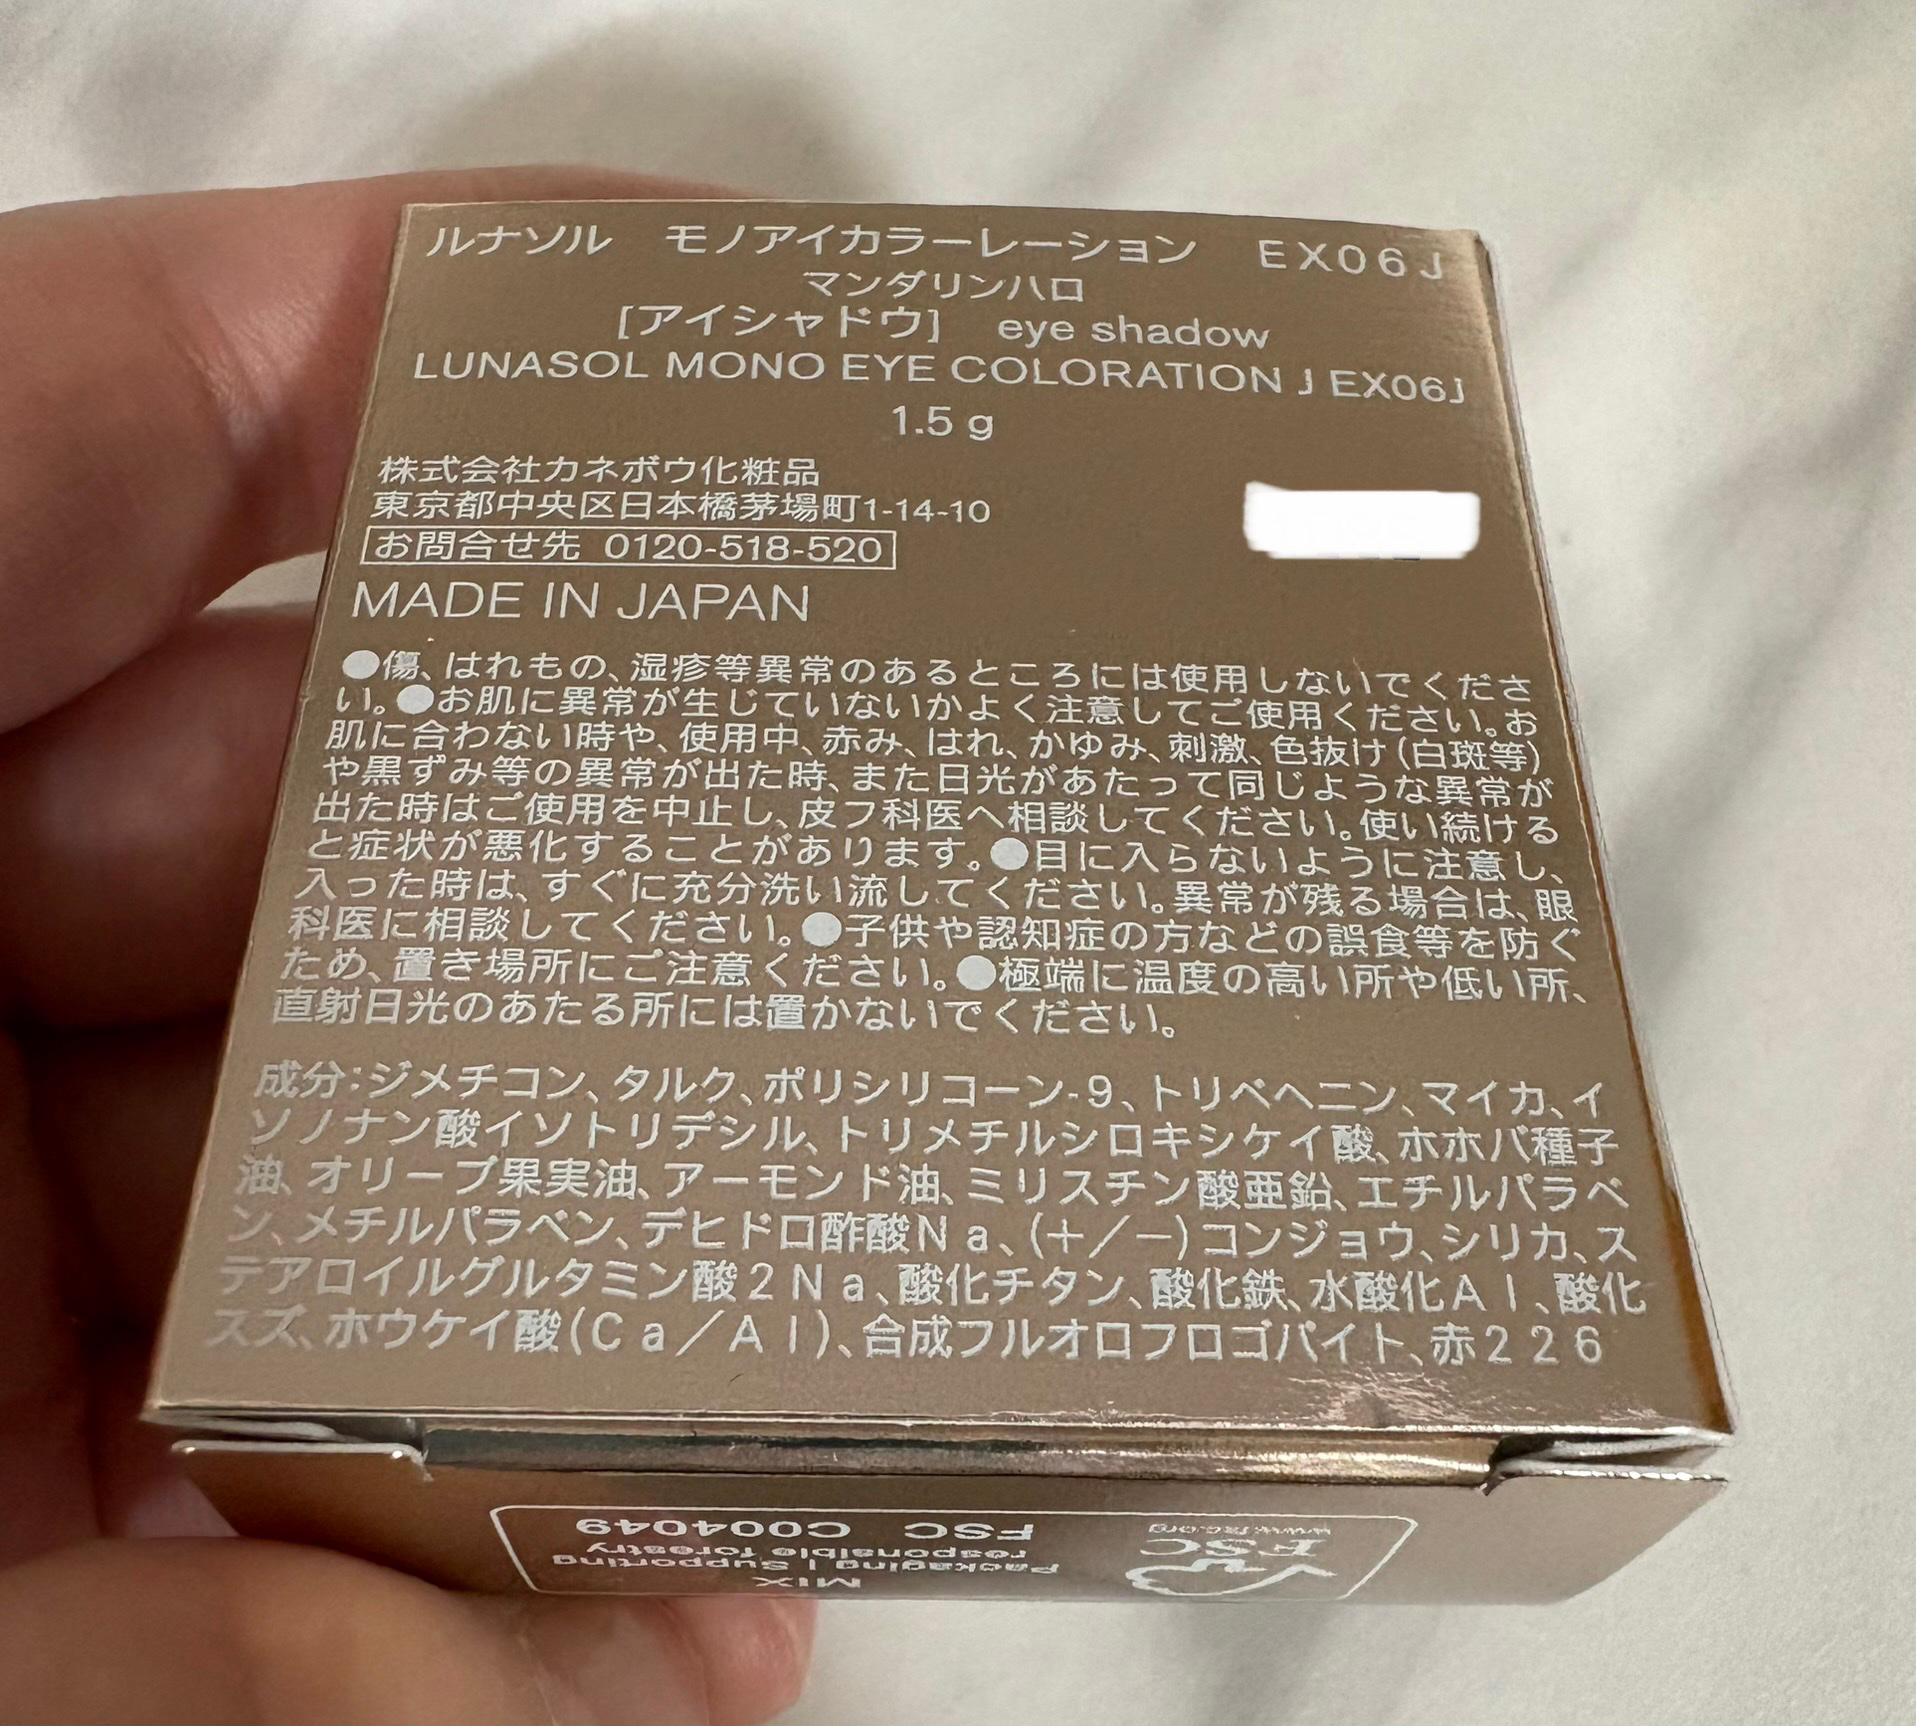 ルナソル　モノアイカラーレーション　EX06J
マンダリンハロ
[アイシャドウ]　eye shadow
LUNASOL MONO EYE COLORATION J EX06J
1.5 g
株式会社カネボウ化粧品
東京都中央区日本橋茅場町1-14-10
お問合せ先 0120-518-520
MADE IN JAPAN
●傷、はれもの、湿疹等異常のあるところには使用しないでくださ
い。●お肌に異常が生じていないかよく注意してご使用ください。お
肌に合わない時や、使用中、赤み、はれ、かゆみ、刺激、色抜け(白斑等)
や黒ずみ等の異常が出た時、また日光があたって同じような異常が
出た時はご使用を中止し、皮フ科医へ相談してください。使い続ける
と症状が悪化することがあります。●目に入らないように注意し、
入った時は、すぐに充分洗い流してください。異常が残る場合は、眼
科医に相談してください。●子供や認知症の方などの誤食等を防ぐ
ため、置き場所にご注意ください。●極端に温度の高い所や低い所、
直射日光のあたる所には置かないでください。
成分：ジメチコン、タルク、ポリシリコーン-9、トリベヘニン、マイカ、イ
ソノナン酸イソトリデシル、トリメチルシロキシケイ酸、ホホバ種子
油、オリーブ果実油、アーモンド油、ミリスチン酸亜鉛、エチルパラベ
ン、メチルパラベン、デヒドロ酢酸Ｎａ、(＋／－)コンジョウ、シリカ、ス
テアロイルグルタミン酸２Ｎａ、酸化チタン、酸化鉄、水酸化Ａｌ、酸化
スズ、ホウケイ酸(Ｃａ／Ａｌ)、合成フルオロフロゴパイト、赤２２６
MIX
Packaging | Supporting
responsible forestry
FSC C004049
FSC
www.fsc.org